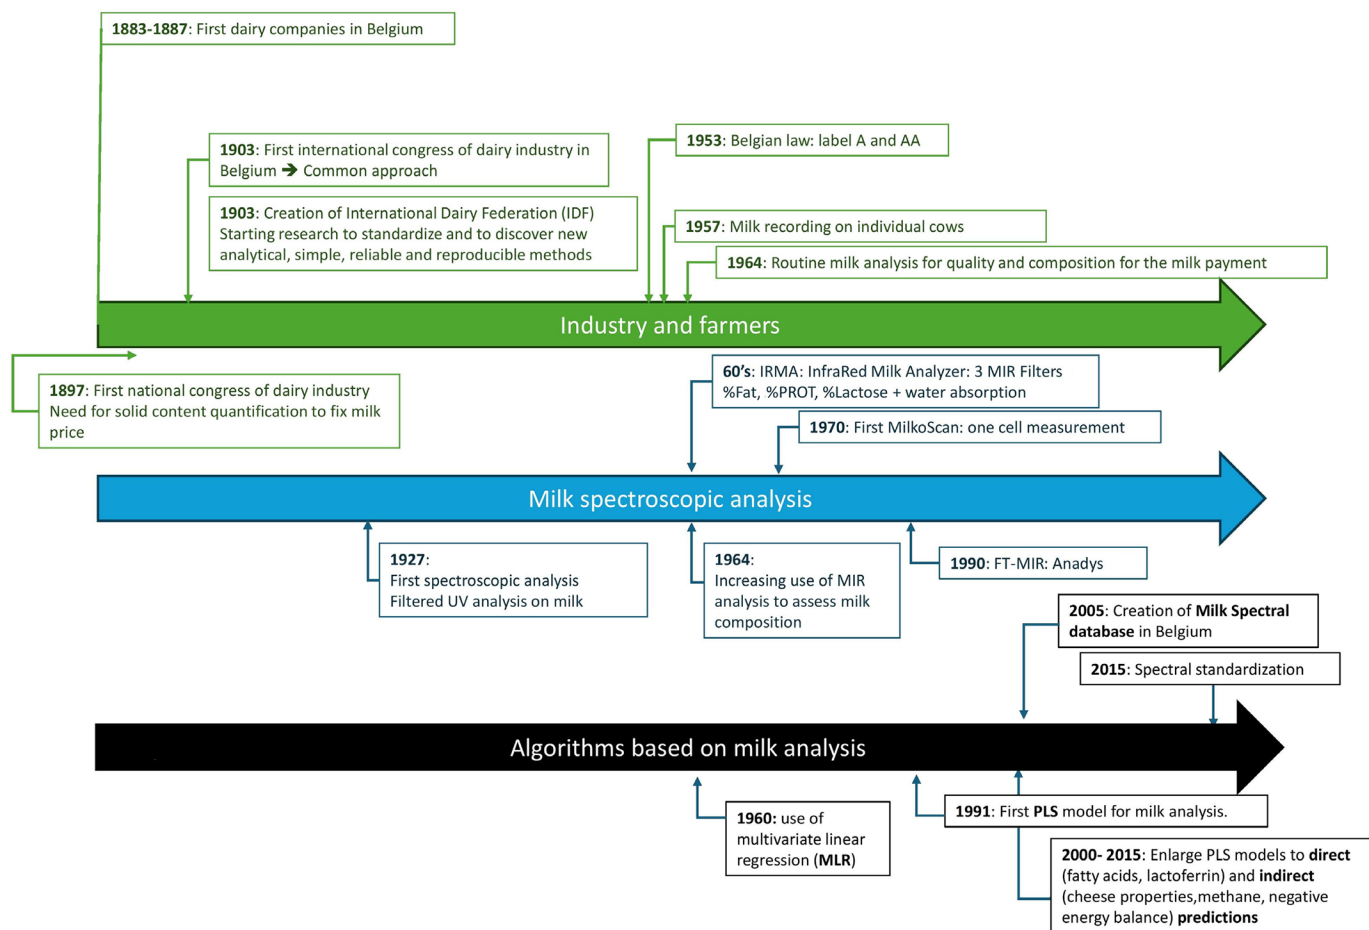 1883-1887: First dairy companies in Belgium
1903: First international congress of dairy industry in
Belgium ➔ Common approach
1903: Creation of International Dairy Federation (IDF)
Starting research to standardize and to discover new
analytical, simple, reliable and reproducible methods
1953: Belgian law: label A and AA
1957: Milk recording on individual cows
1964: Routine milk analysis for quality and composition for the milk payment
Industry and farmers
1897: First national congress of dairy industry
Need for solid content quantification to fix milk
price
60's: IRMA: InfraRed Milk Analyzer: 3 MIR Filters
%Fat, %PROT, %Lactose + water absorption
1970: First MilkoScan: one cell measurement
Milk spectroscopic analysis
1927:
First spectroscopic analysis
Filtered UV analysis on milk
1964:
Increasing use of MIR
analysis to assess milk
composition
1990: FT-MIR: Anadys
2005: Creation of Milk Spectral
database in Belgium
2015: Spectral standardization
Algorithms based on milk analysis
1960: use of
multivariate linear
regression (MLR)
1991: First PLS model for milk analysis.
2000- 2015: Enlarge PLS models to direct
(fatty acids, lactoferrin) and indirect
(cheese properties,methane, negative
energy balance) predictions